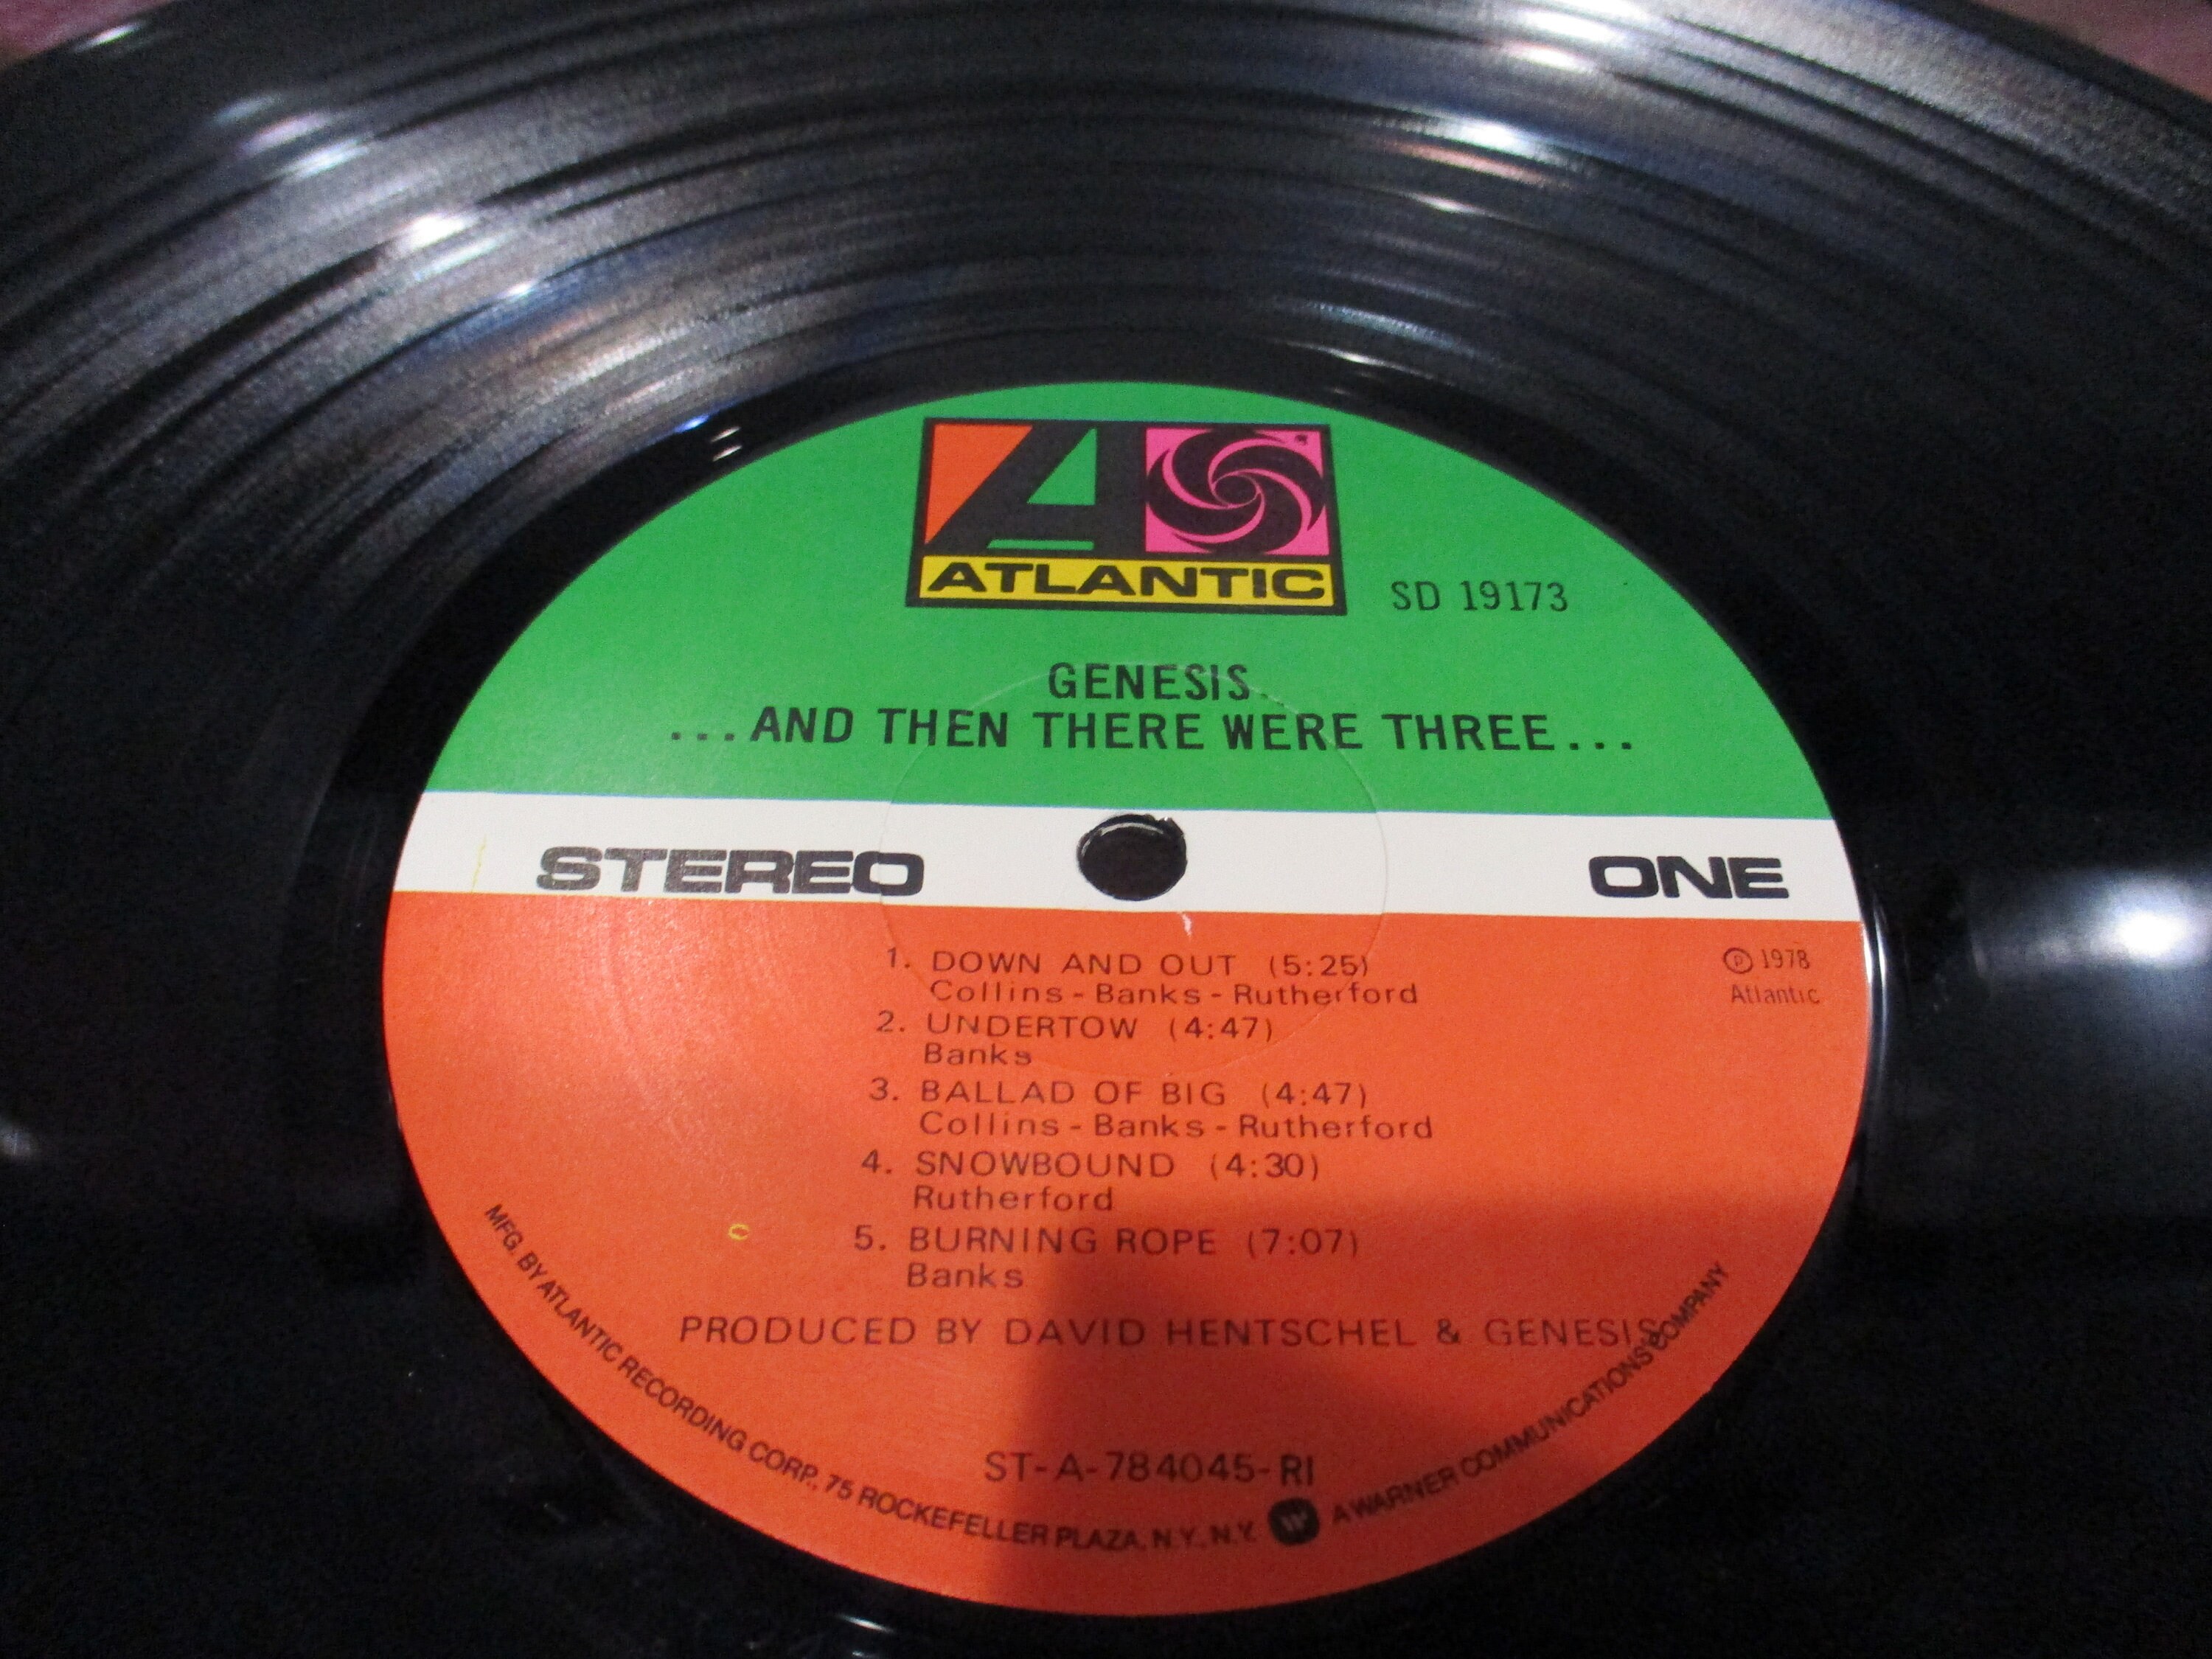 ATLANTIC
SD 19173
GENESIS
...AND THEN THERE WERE THREE...
STEREO
ONE
℗ 1978
Atlantic
1. DOWN AND OUT (5:25)
Collins - Banks - Rutherford
2. UNDERTOW (4:47)
Banks
3. BALLAD OF BIG (4:47)
Collins - Banks - Rutherford
4. SNOWBOUND (4:30)
Rutherford
5. BURNING ROPE (7:07)
Banks
PRODUCED BY DAVID HENTSCHEL & GENESIS
ST-A-784045-RI
MFG. BY ATLANTIC RECORDING CORP., 75 ROCKEFELLER PLAZA, N.Y., N.Y. W A WARNER COMMUNICATIONS COMPANY